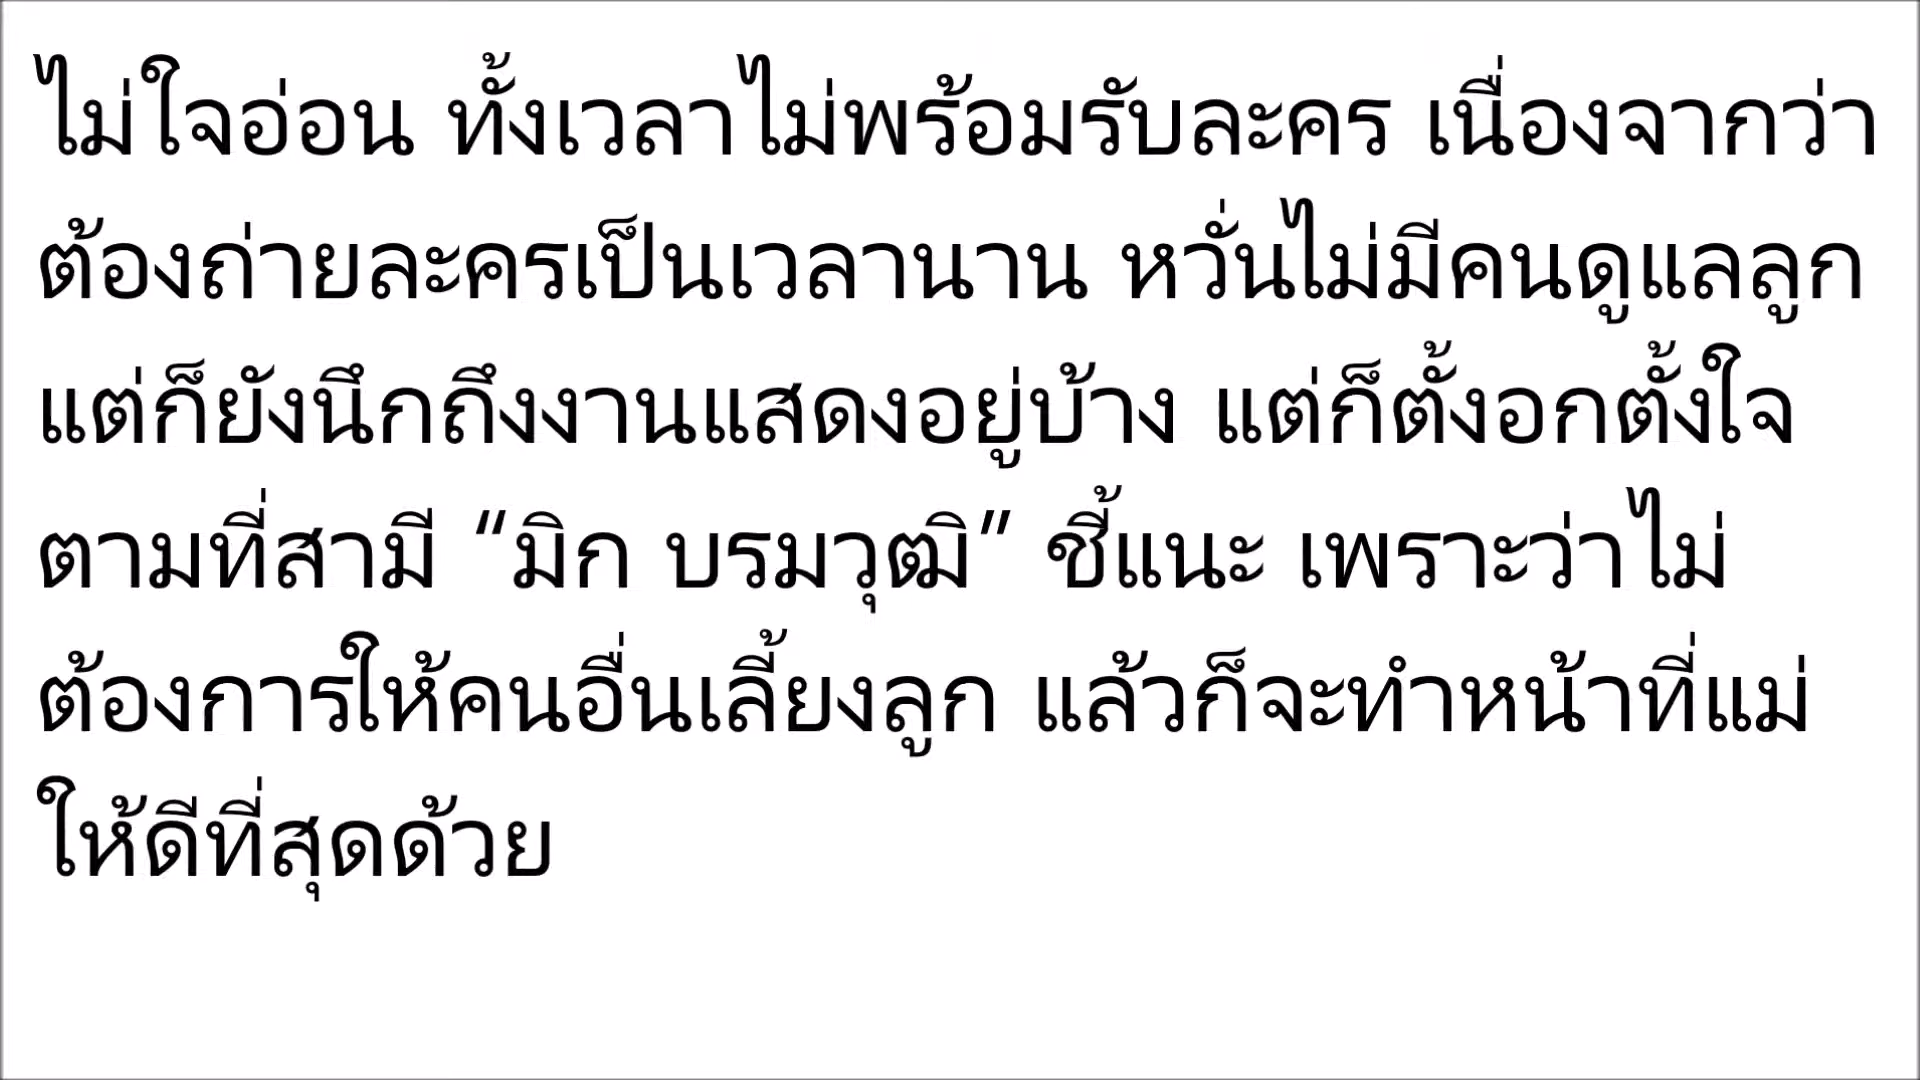 ไม่ใจอ่อน ทั้งเวลาไม่พร้อมรับละคร เนื่องจากว่า
ต้องถ่ายละครเป็นเวลานาน หวั่นไม่มีคนดูแลลูก
แต่ก็ยังนึกถึงงานแสดงอยู่บ้าง แต่ก็ตั้งอกตั้งใจ
ตามที่สามี “มิก บรมวุฒิ” ชี้แนะ เพราะว่าไม่
ต้องการให้คนอื่นเลี้ยงลูก แล้วก็จะทำหน้าที่แม่
ให้ดีที่สุดด้วย